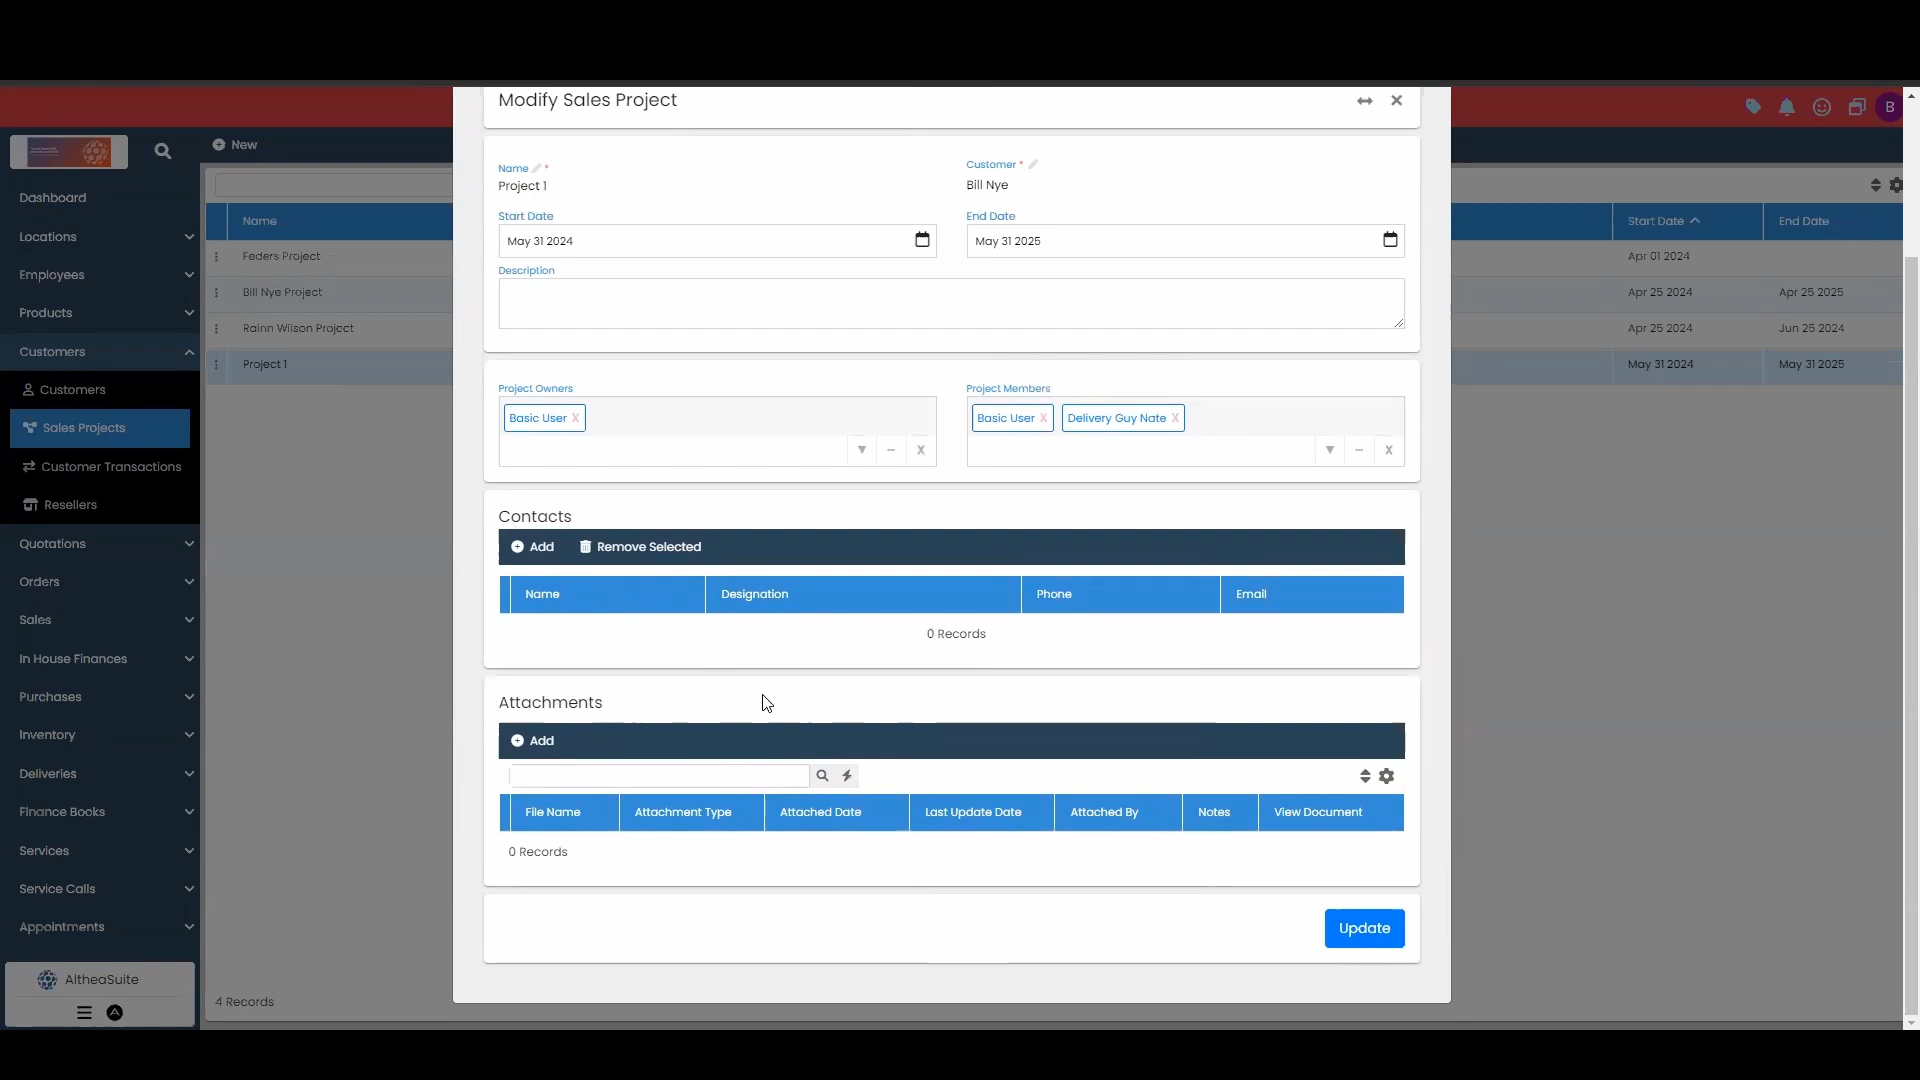 Modify Sales Project
B
New
Dashboard
Locations
Employees
Products
Customers
Customers
Sales Projects
Customer Transactions
Resellers
Quotations
Orders
Sales
In House Finances
Purchases
Inventory
Deliveries
Finance Books
Services
Service Calls
Appointments
AltheaSuite
Name
Start Date
End Date
Feders Project
Apr 01 2024
Bill Nye Project
Apr 25 2024
Apr 25 2025
Rainn Wilson Project
Apr 25 2024
Jun 25 2024
Project 1
May 31 2024
May 31 2025
4 Records
Name *
Project 1
Customer *
Bill Nye
Start Date
May 31 2024
End Date
May 31 2025
Description
Project Owners
Basic User X
X
Project Members
Basic User X
Delivery Guy Nate X
X
Contacts
Add
Remove Selected
Name
Designation
Phone
Email
0 Records
Attachments
Add
File Name
Attachment Type
Attached Date
Last Update Date
Attached By
Notes
View Document
0 Records
Update